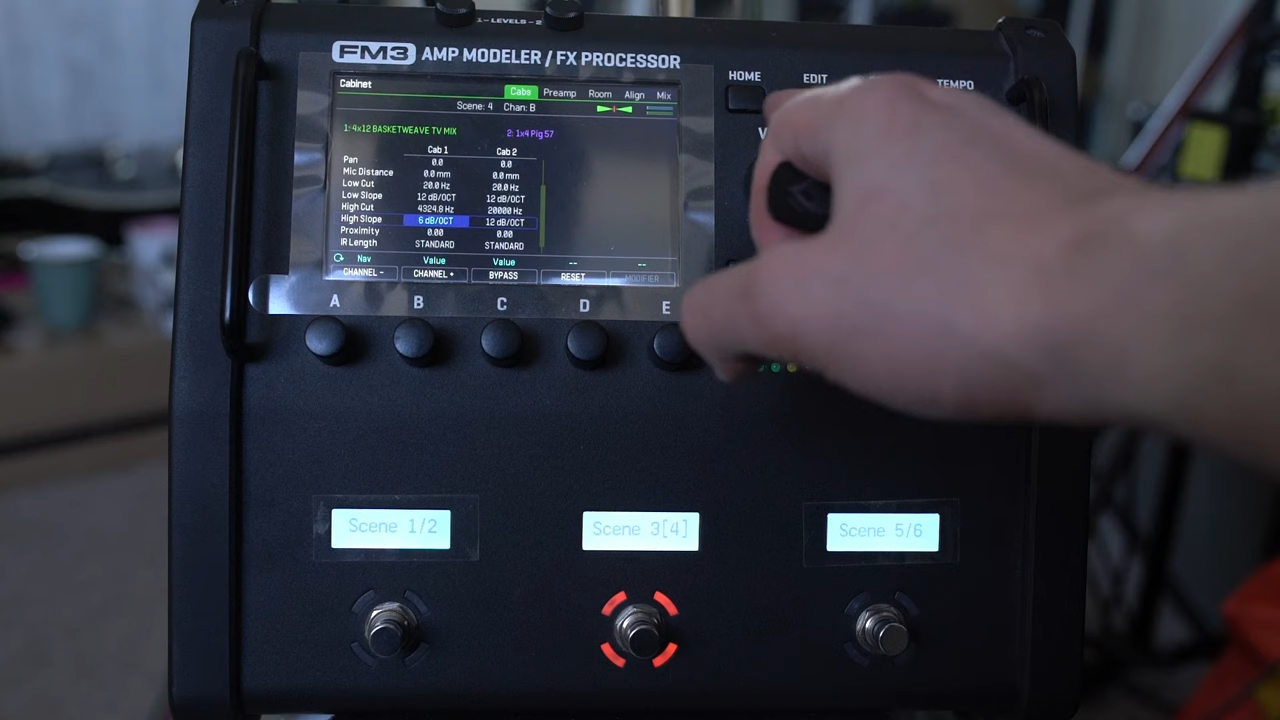 1 - LEVELS - 2
FM3 AMP MODELER / FX PROCESSOR
HOME EDIT TEMPO
Cabinet
Cabs Preamp Room Align Mix
Scene: 4 Chan: B
1: 4x12 BASKETWEAVE TV MIX 2: 1x4 Pig 57
Cab 1 Cab 2
Pan 0.0 0.0
Mic Distance 0.0 mm 0.0 mm
Low Cut 20.0 Hz 20.0 Hz
Low Slope 12 dB/OCT 12 dB/OCT
High Cut 4324.8 Hz 20000 Hz
High Slope 6 dB/OCT 12 dB/OCT
Proximity 0.00 0.00
IR Length STANDARD STANDARD
Nav Value Value -- --
CHANNEL - CHANNEL + BYPASS RESET MODIFIER
A B C D E
Scene 1/2
Scene 3[4]
Scene 5/6